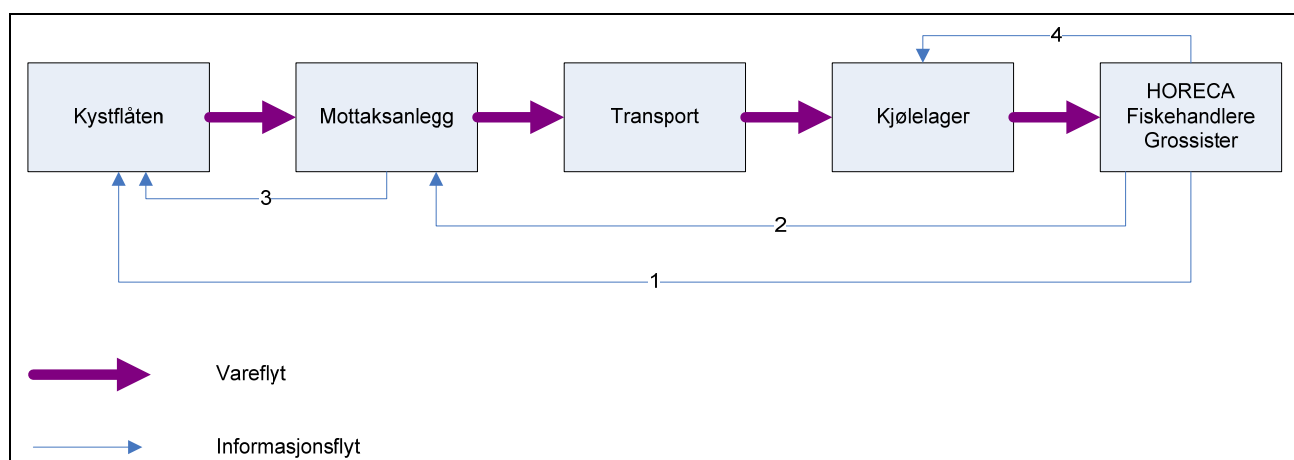 4
Kystflåten
Mottaksanlegg
Transport
Kjølelager
HORECA
Fiskehandlere
Grossister
3
2
1
Vareflyt
Informasjonsflyt